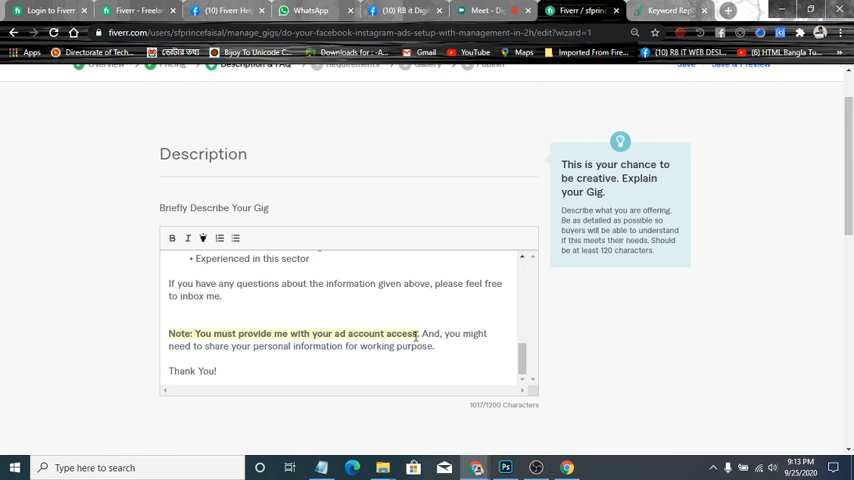 Login to Fiverr
Fiverr - Freelan
(10) Fiverr Help
WhatsApp
(10) RB it Digit
Meet -
Fiverr / sfprince
Keyword Rep
fiverr.com/users/sfprincefaisal/manage_gigs/do-your-facebook-instagram-ads-setup-with-management-in-2h/edit?wizard=1
Apps
Directorate of Tech...
ভোটার তথ্য
Bijoy To Unicode C...
Downloads for : -A...
Gmail
YouTube
Maps
Imported From Fire...
(10) RB IT WEB DESI...
(6) HTML Bangla Tu...
Overview
Pricing
Description & FAQ
Requirements
Gallery
Publish
Save
Save & Preview
Description
Briefly Describe Your Gig
B I
• Experienced in this sector
If you have any questions about the information given above, please feel free
to inbox me.
Note: You must provide me with your ad account access. And, you might
need to share your personal information for working purpose.
Thank You!
1017/1200 Characters
This is your chance to
be creative. Explain
your Gig.
Describe what you are offering.
Be as detailed as possible so
buyers will be able to understand
if this meets their needs. Should
be at least 120 characters.
Type here to search
9:13 PM
9/25/2020